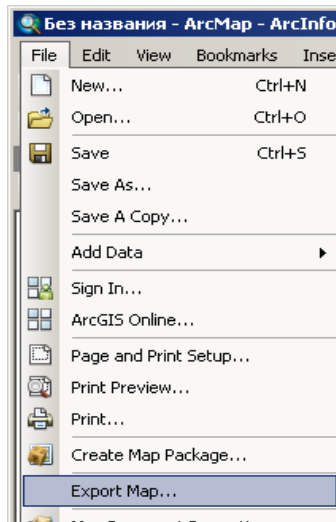 Без названия - ArcMap - ArcInfo
File Edit View Bookmarks Inse
New... Ctrl+N
Open... Ctrl+O
Save Ctrl+S
Save As...
Save A Copy...
Add Data
Sign In...
ArcGIS Online...
Page and Print Setup...
Print Preview...
Print...
Create Map Package...
Export Map...